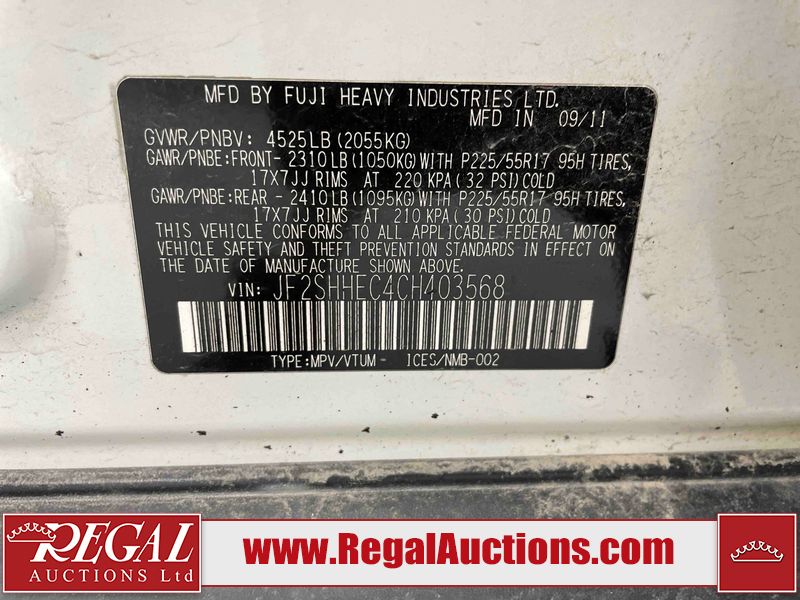 MFD BY FUJI HEAVY INDUSTRIES LTD.
MFD IN 09/11
GVWR/PNBV: 4525LB (2055KG)
GAWR/PNBE:FRONT- 2310 LB (1050KG) WITH P225/55R17 95H TIRES,
17X7JJ RIMS AT 220 KPA (32 PSI) COLD
GAWR/PNBE:REAR - 2410 LB (1095KG) WITH P225/55R17 95H TIRES,
17X7JJ RIMS AT 210 KPA (30 PSI) COLD
THIS VEHICLE CONFORMS TO ALL APPLICABLE FEDERAL MOTOR
VEHICLE SAFETY AND THEFT PREVENTION STANDARDS IN EFFECT ON
THE DATE OF MANUFACTURE SHOWN ABOVE.
VIN: JF2SHHEC4CH403568
TYPE:MPV/VTUM- ICES/NMB-002
REGAL
AUCTIONS Ltd
www.RegalAuctions.com